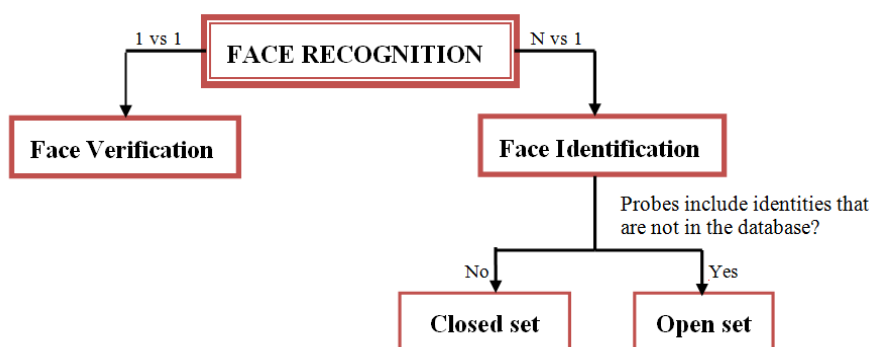 1 vs 1
FACE RECOGNITION
N vs 1
Face Verification
Face Identification
Probes include identities that
are not in the database?
No
Yes
Closed set
Open set